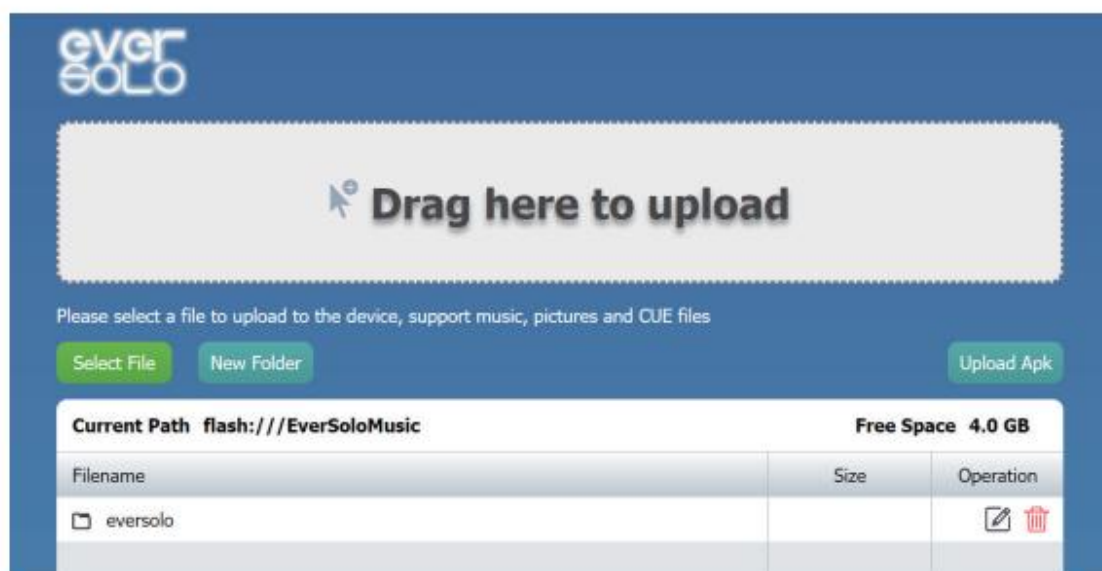 ever
SOLO
Drag here to upload
Please select a file to upload to the device, support music, pictures and CUE files
Select File New Folder Upload Apk
Current Path flash:///EverSoloMusic Free Space 4.0 GB
Filename Size Operation
eversolo